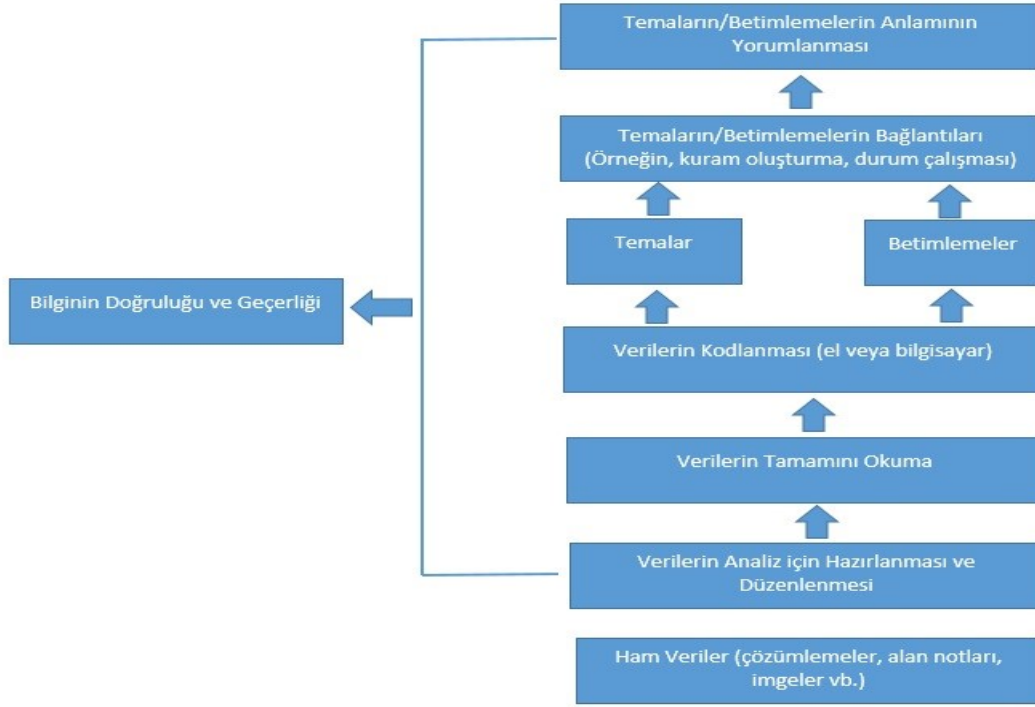 Temaların/Betimlemelerin Anlamının
Yorumlanması
Temaların/Betimlemelerin Bağlantıları
(Örneğin, kuram oluşturma, durum çalışması)
Temalar
Betimlemeler
Bilginin Doğruluğu ve Geçerliği
Verilerin Kodlanması (el veya bilgisayar)
Verilerin Tamamını Okuma
Verilerin Analiz için Hazırlanması ve
Düzenlenmesi
Ham Veriler (çözümlemeler, alan notları,
imgeler vb.)